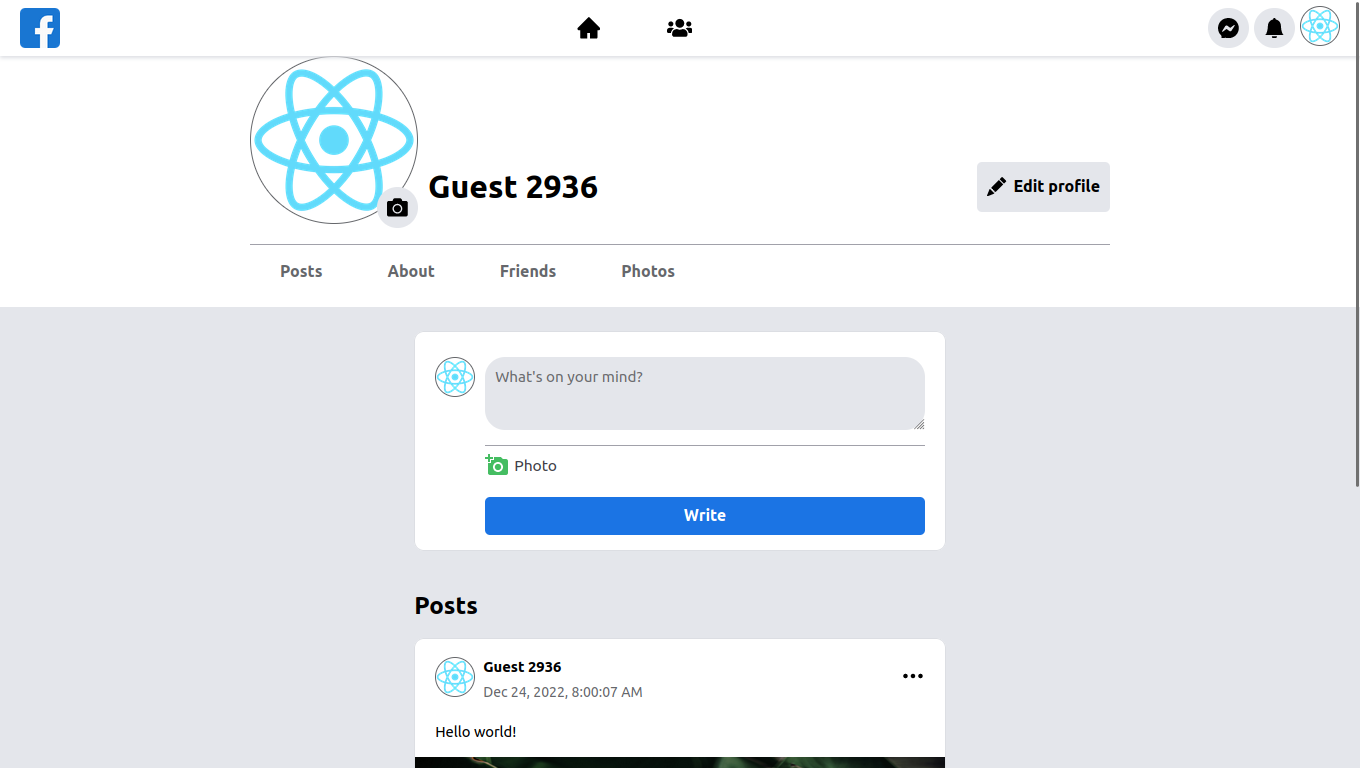 Guest 2936
Edit profile
Posts
About
Friends
Photos
What's on your mind?
Photo
Write
Posts
Guest 2936
Dec 24, 2022, 8:00:07 AM
Hello world!